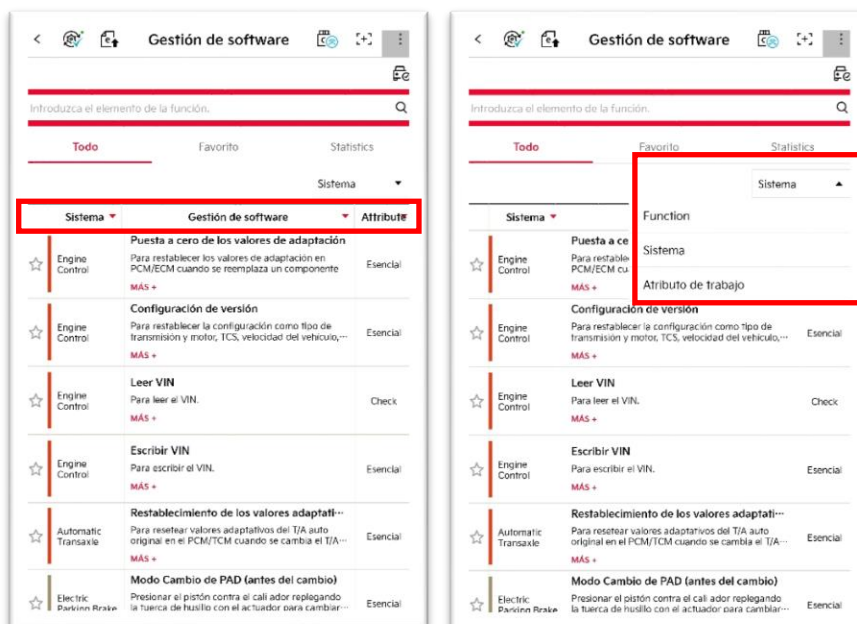 Gestión de software
Introduzca el elemento de la función.
Todo Favorito Statistics
Sistema
Sistema Gestión de software Attribute
Engine Control
Puesta a cero de los valores de adaptación
Para restablecer los valores de adaptación en
PCM/ECM cuando se reemplaza un componente
MÁS +
Esencial
Engine Control
Configuración de versión
Para restablecer la configuración como tipo de
transmisión y motor, TCS, velocidad del vehículo,···
MÁS +
Esencial
Engine Control
Leer VIN
Para leer el VIN.
MÁS +
Check
Engine Control
Escribir VIN
Para escribir el VIN.
MÁS +
Esencial
Automatic Transaxle
Restablecimiento de los valores adaptati···
Para resetear valores adaptativos del T/A auto
original en el PCM/TCM cuando se cambia el T/A···
MÁS +
Esencial
Electric Parking Brake
Modo Cambio de PAD (antes del cambio)
Presionar el pistón contra el cali ador replegando
la tuerca de husillo con el actuador para cambiar···
Esencial
Gestión de software
Introduzca el elemento de la función.
Todo Favorito Statistics
Sistema
Function
Sistema
Atributo de trabajo
Sistema
Engine Control
Puesta a ce
Para restable
PCM/ECM cu
MÁS +
Engine Control
Configuración de versión
Para restablecer la configuración como tipo de
transmisión y motor, TCS, velocidad del vehículo,···
MÁS +
Esencial
Engine Control
Leer VIN
Para leer el VIN.
MÁS +
Check
Engine Control
Escribir VIN
Para escribir el VIN.
MÁS +
Esencial
Automatic Transaxle
Restablecimiento de los valores adaptati···
Para resetear valores adaptativos del T/A auto
original en el PCM/TCM cuando se cambia el T/A···
MÁS +
Esencial
Electric Parking Brake
Modo Cambio de PAD (antes del cambio)
Presionar el pistón contra el cali ador replegando
la tuerca de husillo con el actuador para cambiar···
Esencial